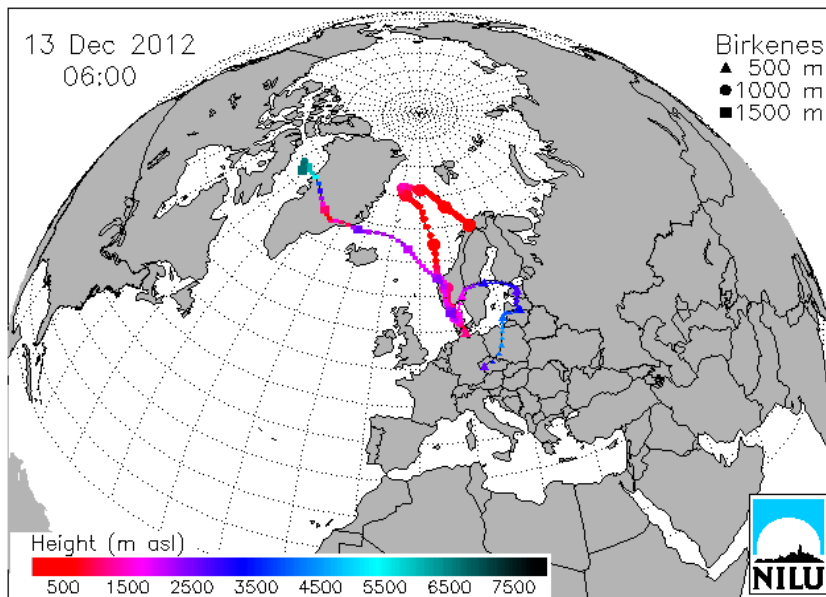 13 Dec 2012
06:00
Birkenes
▲ 500 m
● 1000 m
■ 1500 m
Height (m asl)
500 1500 2500 3500 4500 5500 6500 7500
NILU